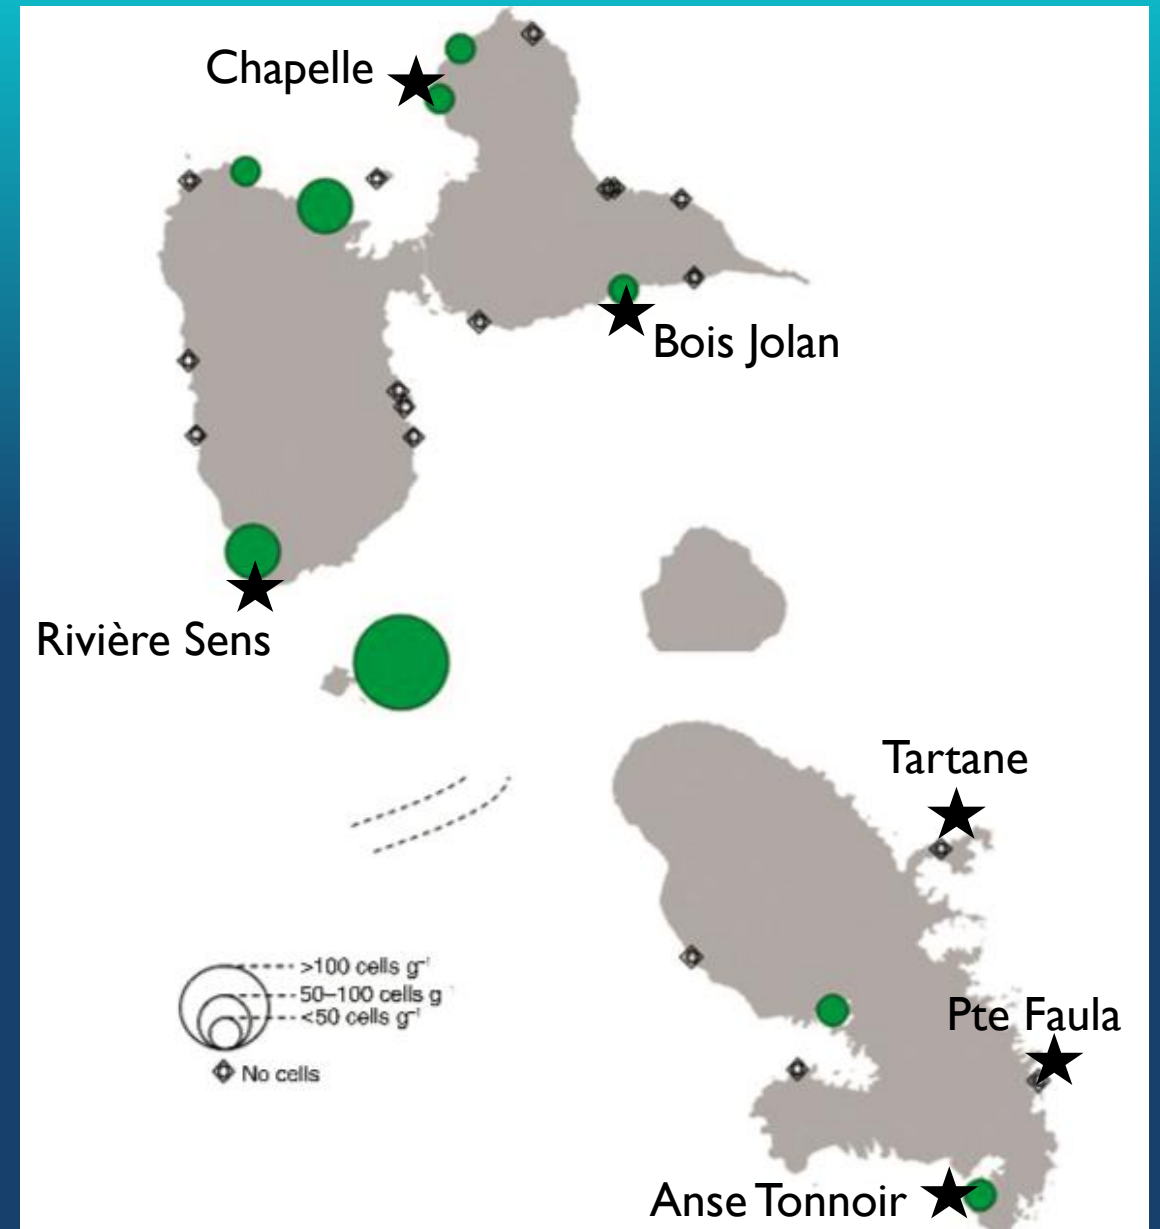 Chapelle
Bois Jolan
Rivière Sens
Tartane
>100 cells g⁻¹
50–100 cells g
<50 cells g⁻¹
Pte Faula
No cells
Anse Tonnoir